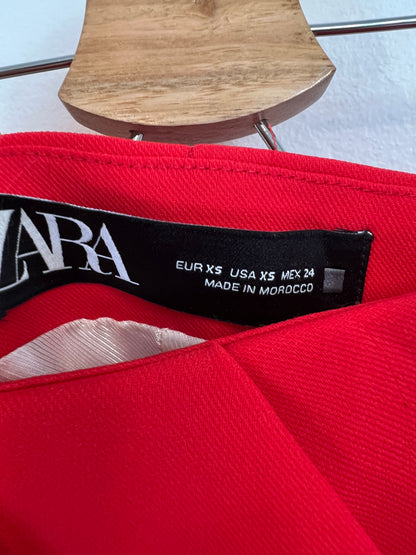 ZARA
EUR XS USA XS MEX 24
MADE IN MOROCCO